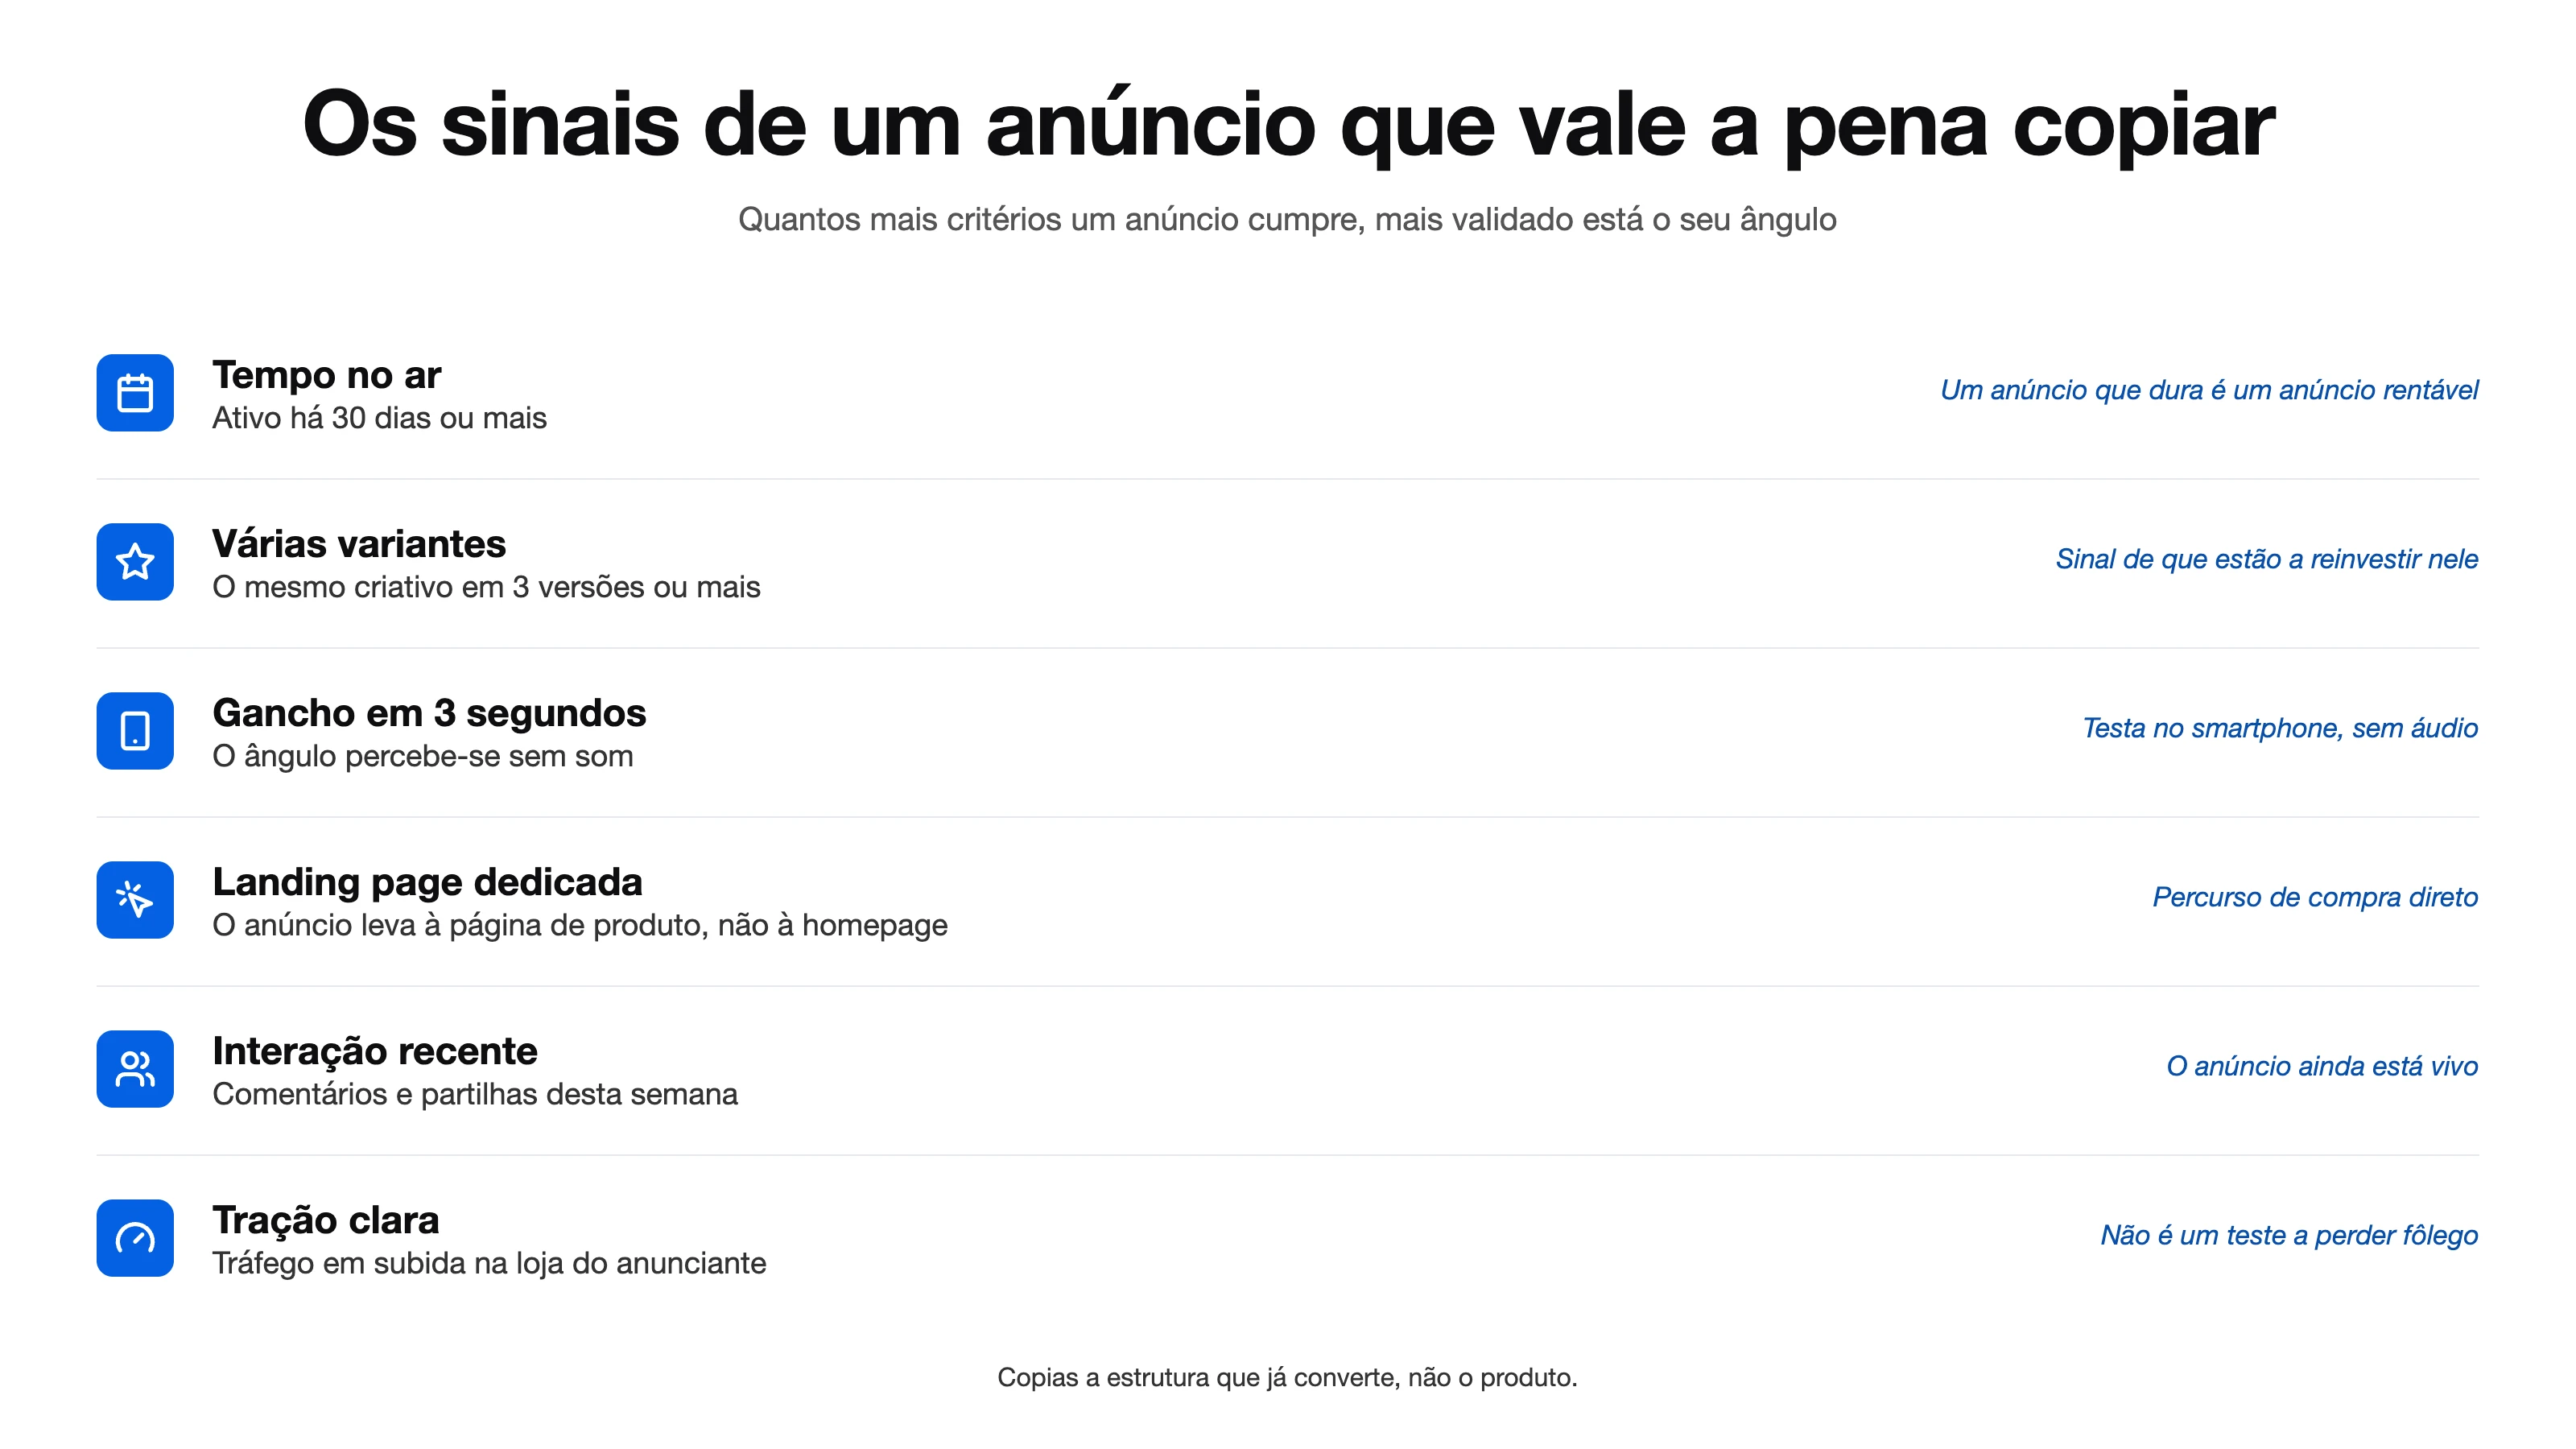 Os sinais de um anúncio que vale a pena copiar
Quantos mais critérios um anúncio cumpre, mais validado está o seu ângulo
Tempo no ar
Ativo há 30 dias ou mais
Um anúncio que dura é um anúncio rentável
Várias variantes
O mesmo criativo em 3 versões ou mais
Sinal de que estão a reinvestir nele
Gancho em 3 segundos
O ângulo percebe-se sem som
Testa no smartphone, sem áudio
Landing page dedicada
O anúncio leva à página de produto, não à homepage
Percurso de compra direto
Interação recente
Comentários e partilhas desta semana
O anúncio ainda está vivo
Tração clara
Tráfego em subida na loja do anunciante
Não é um teste a perder fôlego
Copias a estrutura que já converte, não o produto.